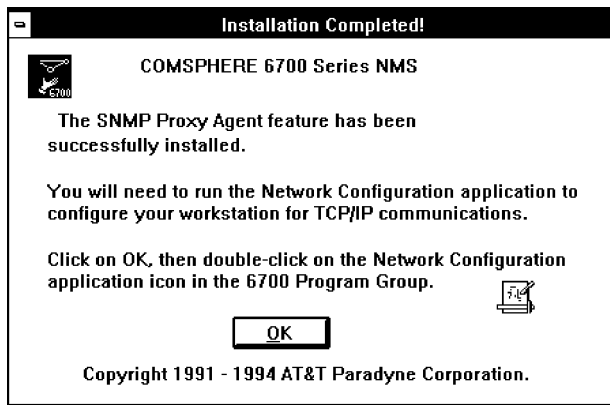 Installation Completed!
6700
COMSPHERE 6700 Series NMS
The SNMP Proxy Agent feature has been
successfully installed.
You will need to run the Network Configuration application to
configure your workstation for TCP/IP communications.
Click on OK, then double-click on the Network Configuration
application icon in the 6700 Program Group.
OK
Copyright 1991 - 1994 AT&T Paradyne Corporation.